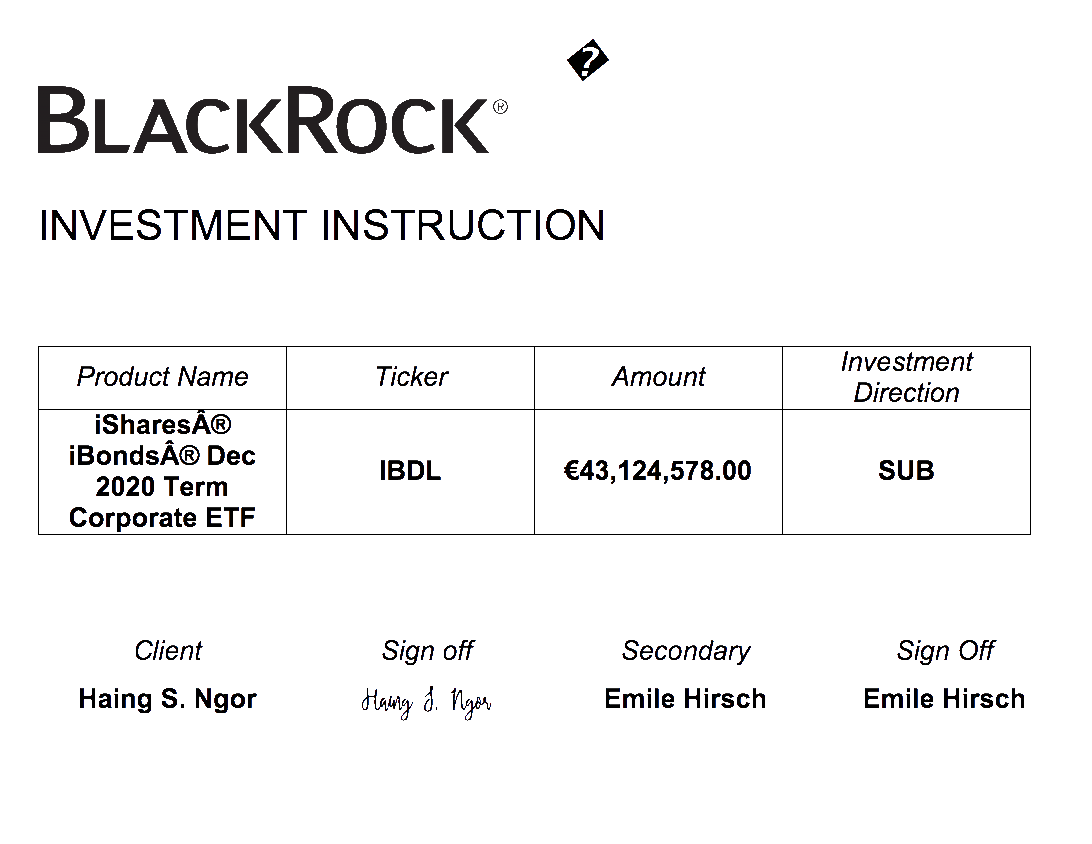 �
BLACKROCK®
INVESTMENT INSTRUCTION
Product Name
Ticker
Amount
Investment
Direction
iSharesÂ®
iBondsÂ® Dec
2020 Term
Corporate ETF
IBDL
€43,124,578.00
SUB
Client
Sign off
Secondary
Sign Off
Haing S. Ngor
Haing S. Ngor
Emile Hirsch
Emile Hirsch